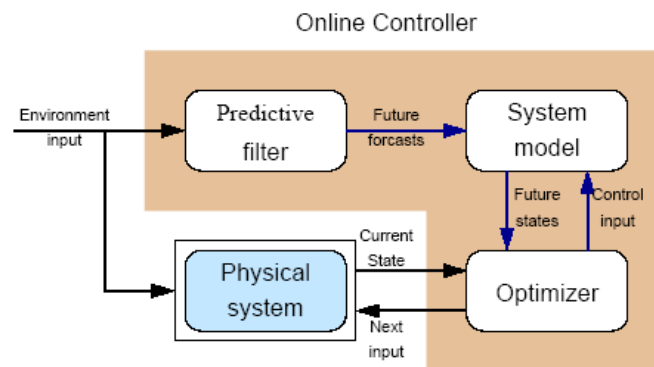 Online Controller
Environment
input
Predictive
filter
Future
forcasts
System
model
Future
states
Control
input
Physical
system
Current
State
Next
input
Optimizer